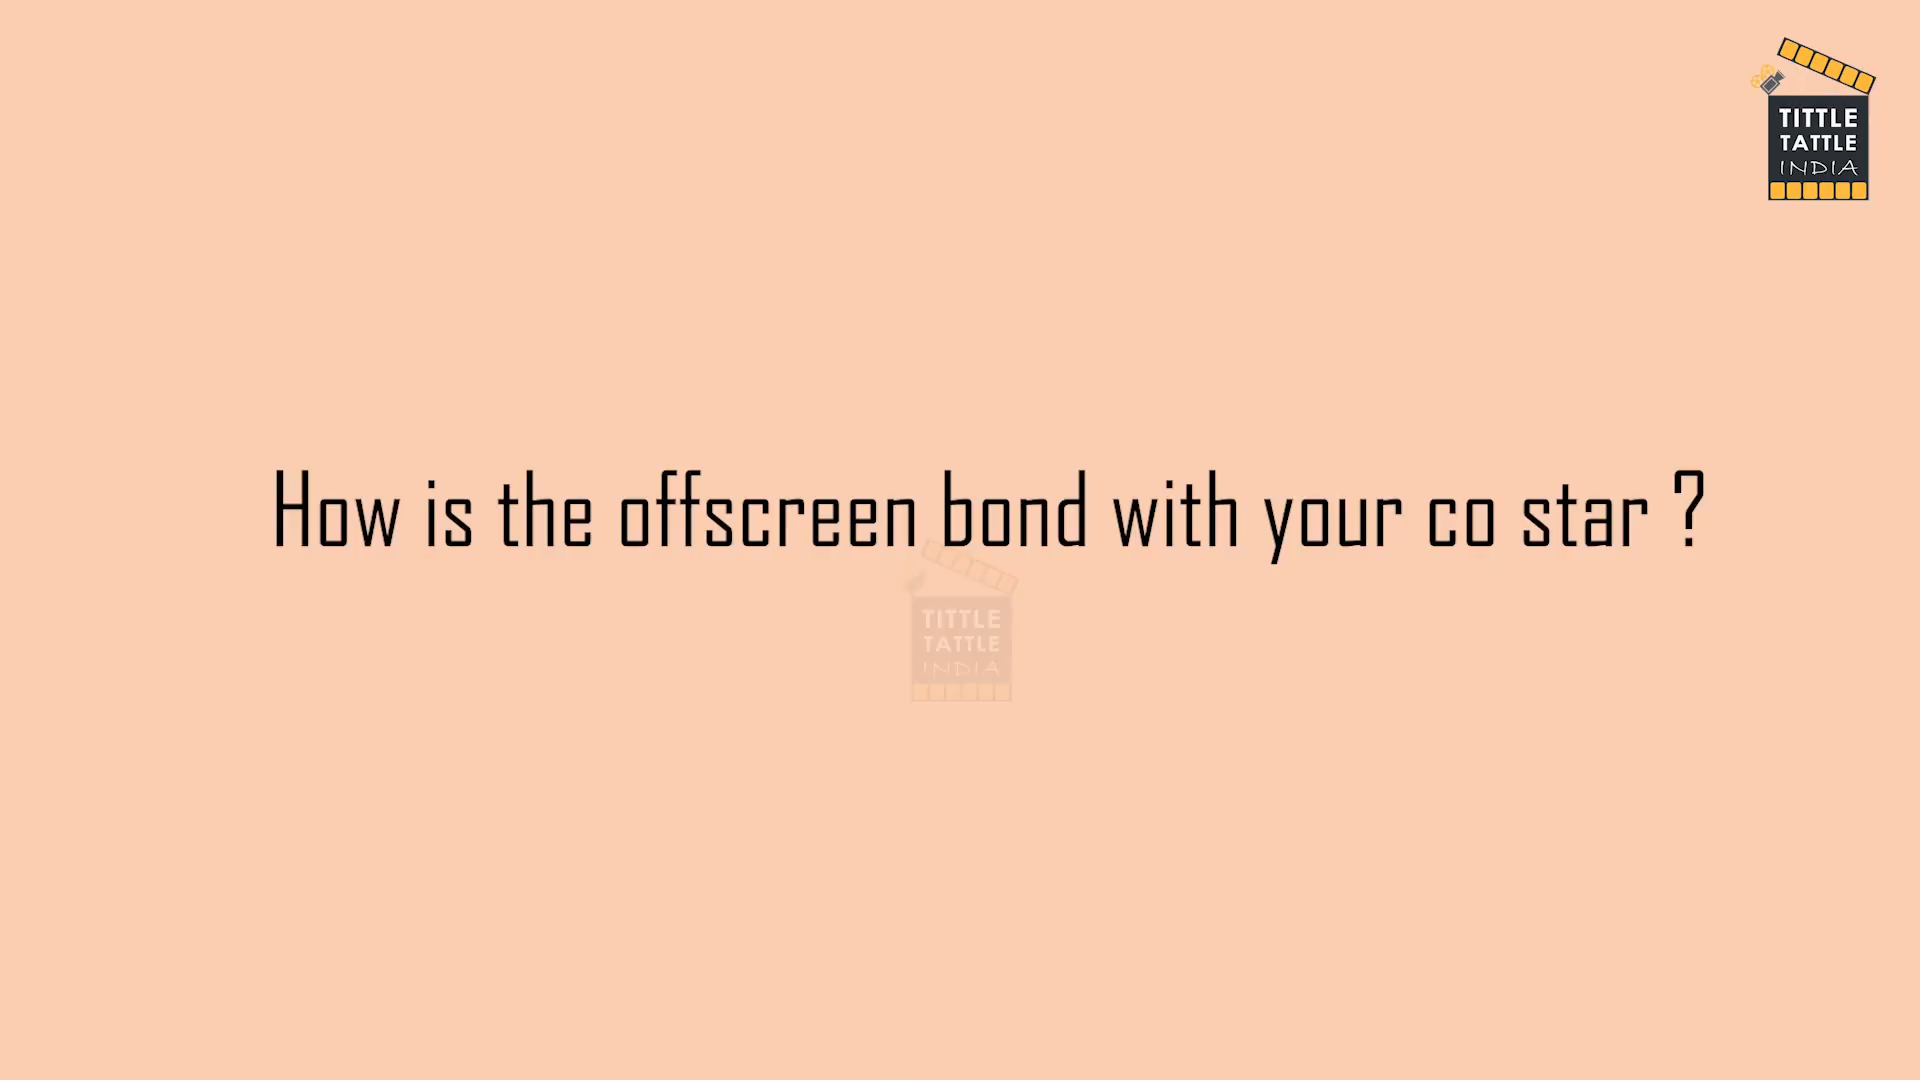 TITTLE
TATTLE
INDIA
How is the offscreen bond with your co star ?
TITTLE
TATTLE
INDIA